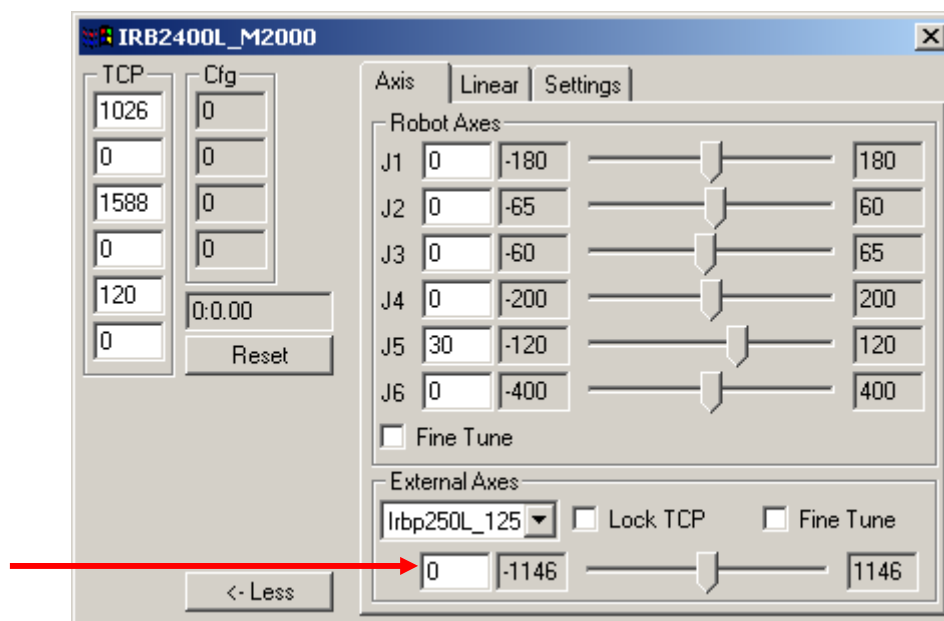 IRB2400L_M2000
TCP
1026
0
1588
0
120
0
Cfg
0
0
0
0
0:0.00
Reset
<- Less
Axis Linear Settings
Robot Axes
J1 0 -180 180
J2 0 -65 60
J3 0 -60 65
J4 0 -200 200
J5 30 -120 120
J6 0 -400 400
Fine Tune
External Axes
Irbp250L_125 Lock TCP Fine Tune
0 -1146 1146